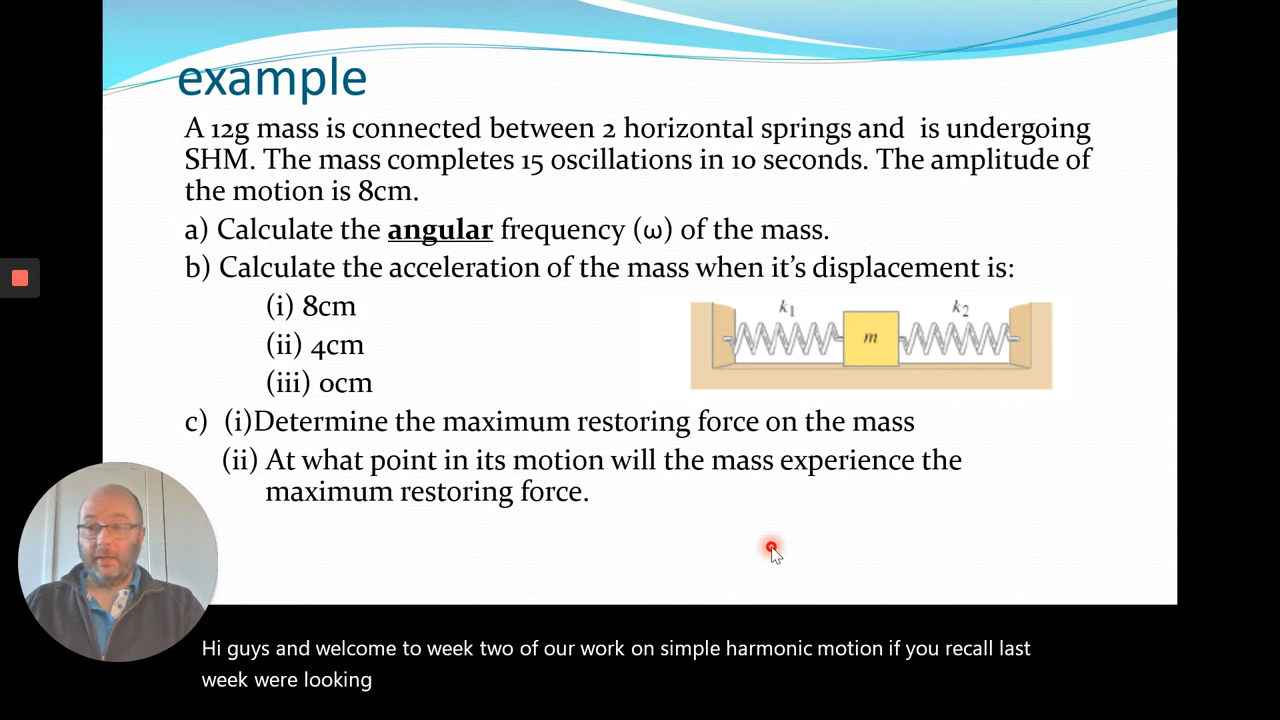 example
A 12g mass is connected between 2 horizontal springs and  is undergoing
SHM. The mass completes 15 oscillations in 10 seconds. The amplitude of
the motion is 8cm.
a) Calculate the angular frequency (ω) of the mass.
b) Calculate the acceleration of the mass when it’s displacement is:
(i) 8cm
(ii) 4cm
(iii) 0cm
k1
k2
m
c)  (i)Determine the maximum restoring force on the mass
(ii) At what point in its motion will the mass experience the
maximum restoring force.
Hi guys and welcome to week two of our work on simple harmonic motion if you recall last
week were looking